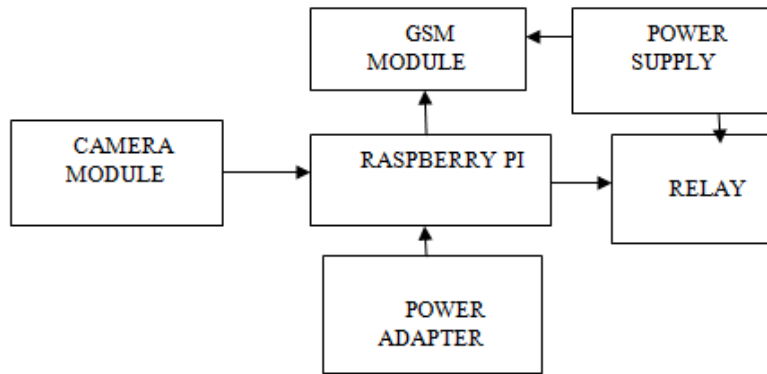 GSM
MODULE
POWER
SUPPLY
CAMERA
MODULE
RASPBERRY PI
RELAY
POWER
ADAPTER